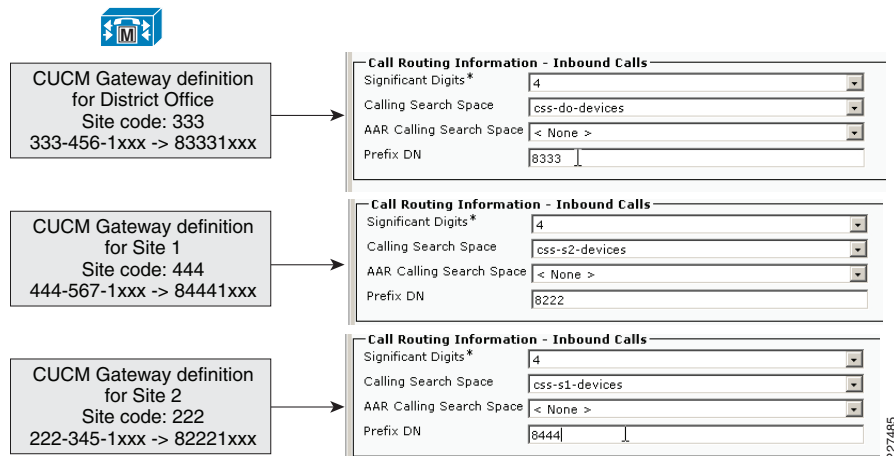 M
CUCM Gateway definition
for District Office
Site code: 333
333-456-1xxx -> 83331xxx
Call Routing Information - Inbound Calls
Significant Digits* 4
Calling Search Space css-do-devices
AAR Calling Search Space < None >
Prefix DN 8333
CUCM Gateway definition
for Site 1
Site code: 444
444-567-1xxx -> 84441xxx
Call Routing Information - Inbound Calls
Significant Digits* 4
Calling Search Space css-s2-devices
AAR Calling Search Space < None >
Prefix DN 8222
CUCM Gateway definition
for Site 2
Site code: 222
222-345-1xxx -> 82221xxx
Call Routing Information - Inbound Calls
Significant Digits* 4
Calling Search Space css-s1-devices
AAR Calling Search Space < None >
Prefix DN 8444
227485